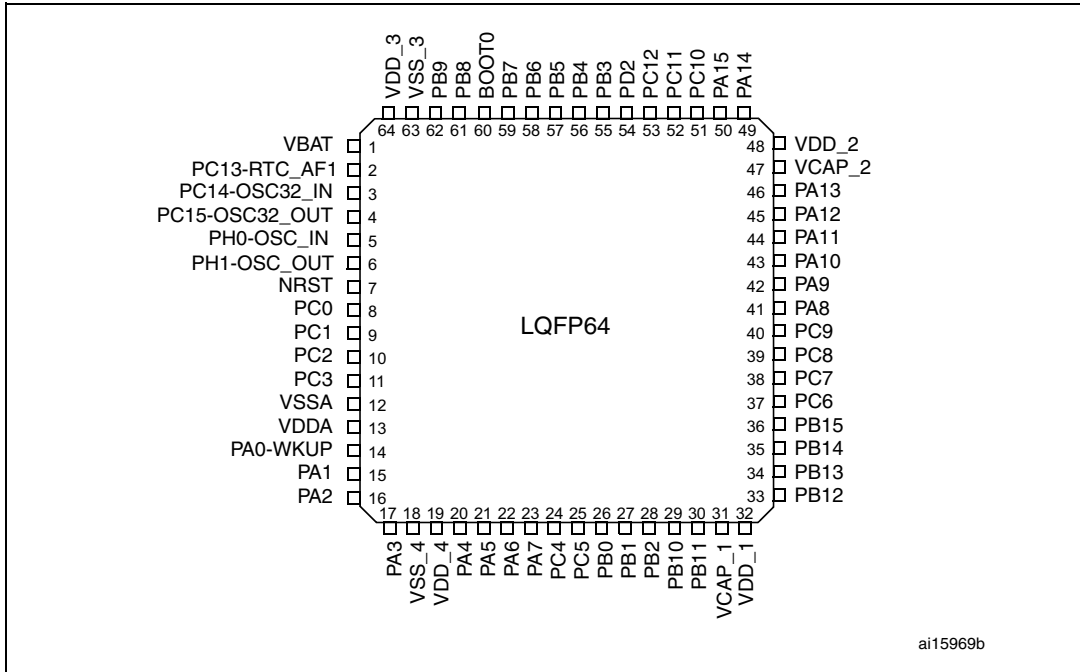 VDD_3
VSS_3
PB9
PB8
BOOT0
PB7
PB6
PB5
PB4
PB3
PD2
PC12
PC11
PC10
PA15
PA14
64 63 62 61 60 59 58 57 56 55 54 53 52 51 50 49
VBAT 1
PC13-RTC_AF1 2
PC14-OSC32_IN 3
PC15-OSC32_OUT 4
PH0-OSC_IN 5
PH1-OSC_OUT 6
NRST 7
PC0 8
PC1 9
PC2 10
PC3 11
VSSA 12
VDDA 13
PA0-WKUP 14
PA1 15
PA2 16
LQFP64
48 VDD_2
47 VCAP_2
46 PA13
45 PA12
44 PA11
43 PA10
42 PA9
41 PA8
40 PC9
39 PC8
38 PC7
37 PC6
36 PB15
35 PB14
34 PB13
33 PB12
17 18 19 20 21 22 23 24 25 26 27 28 29 30 31 32
PA3
VSS_4
VDD_4
PA4
PA5
PA6
PA7
PC4
PC5
PB0
PB1
PB2
PB10
PB11
VCAP_1
VDD_1
ai15969b